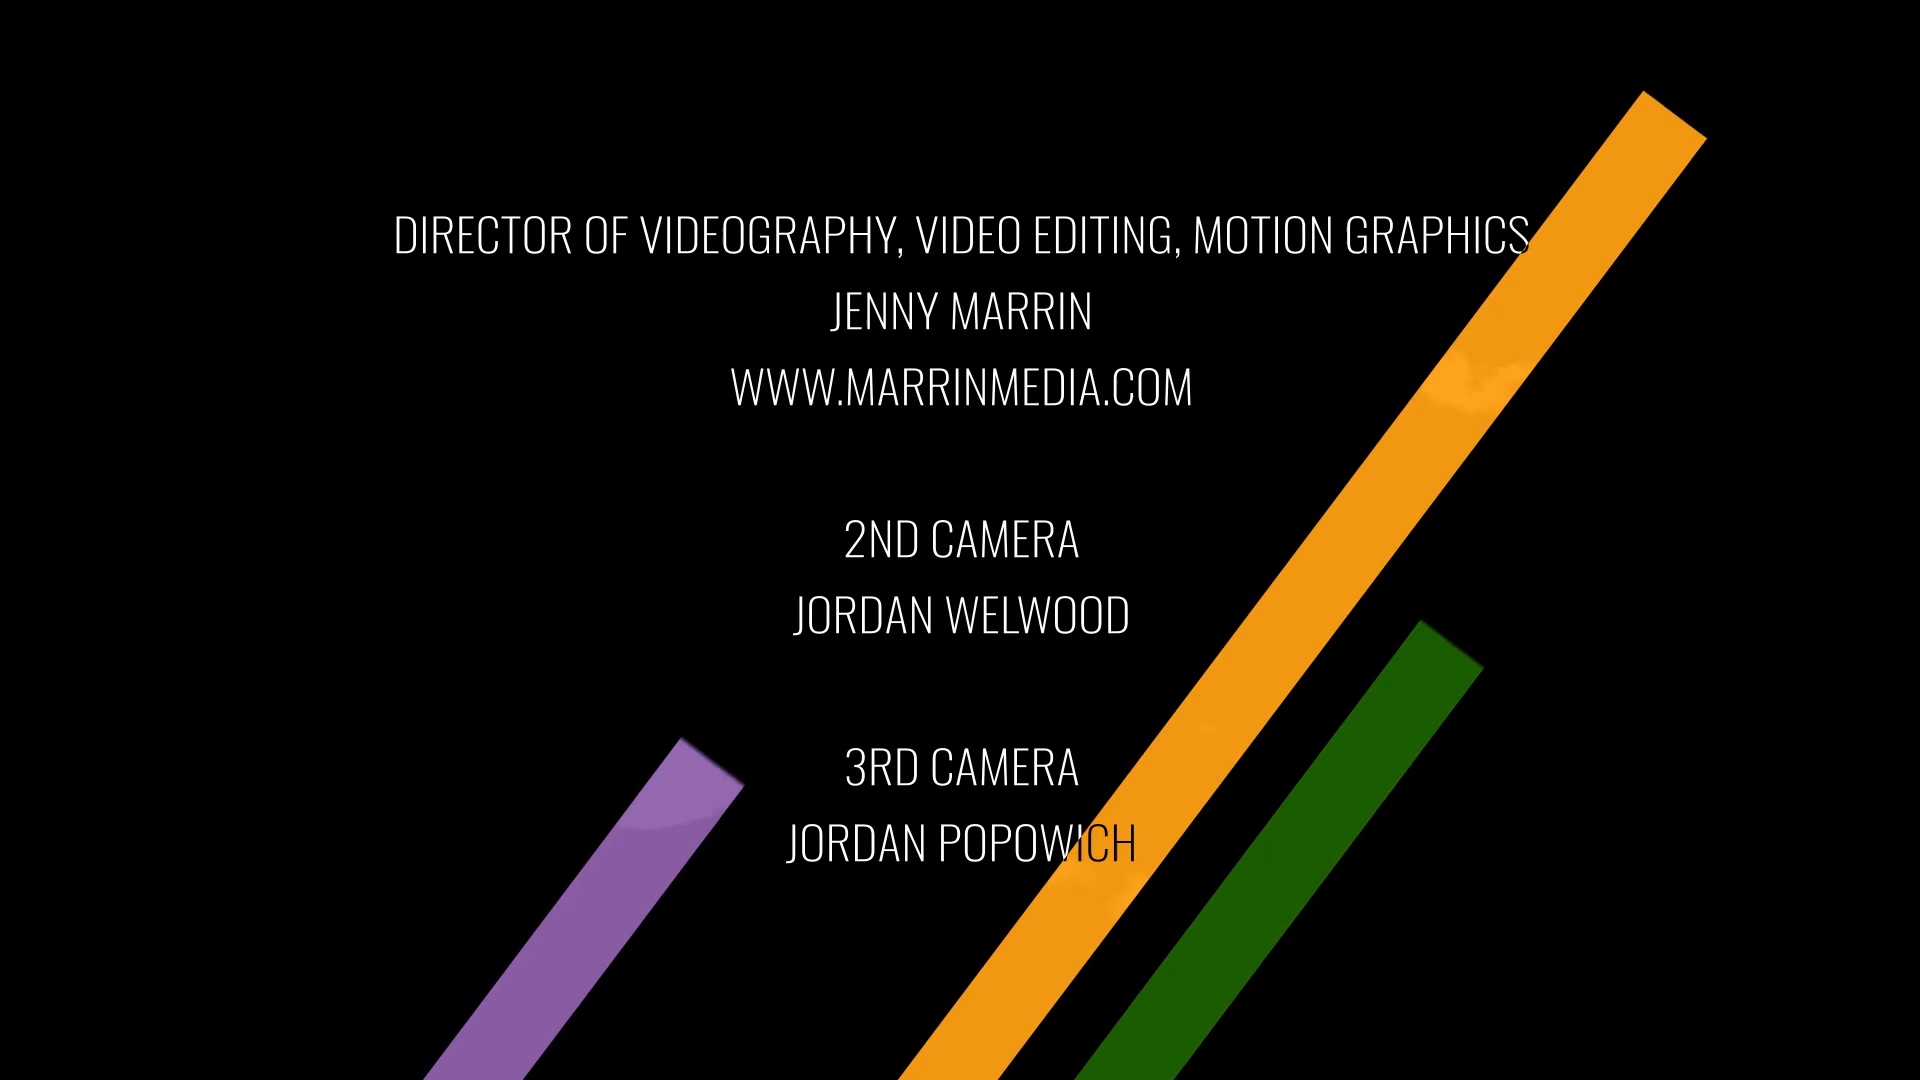 DIRECTOR OF VIDEOGRAPHY, VIDEO EDITING, MOTION GRAPHICS
JENNY MARRIN
WWW.MARRINMEDIA.COM
2ND CAMERA
JORDAN WELWOOD
3RD CAMERA
JORDAN POPOWICH